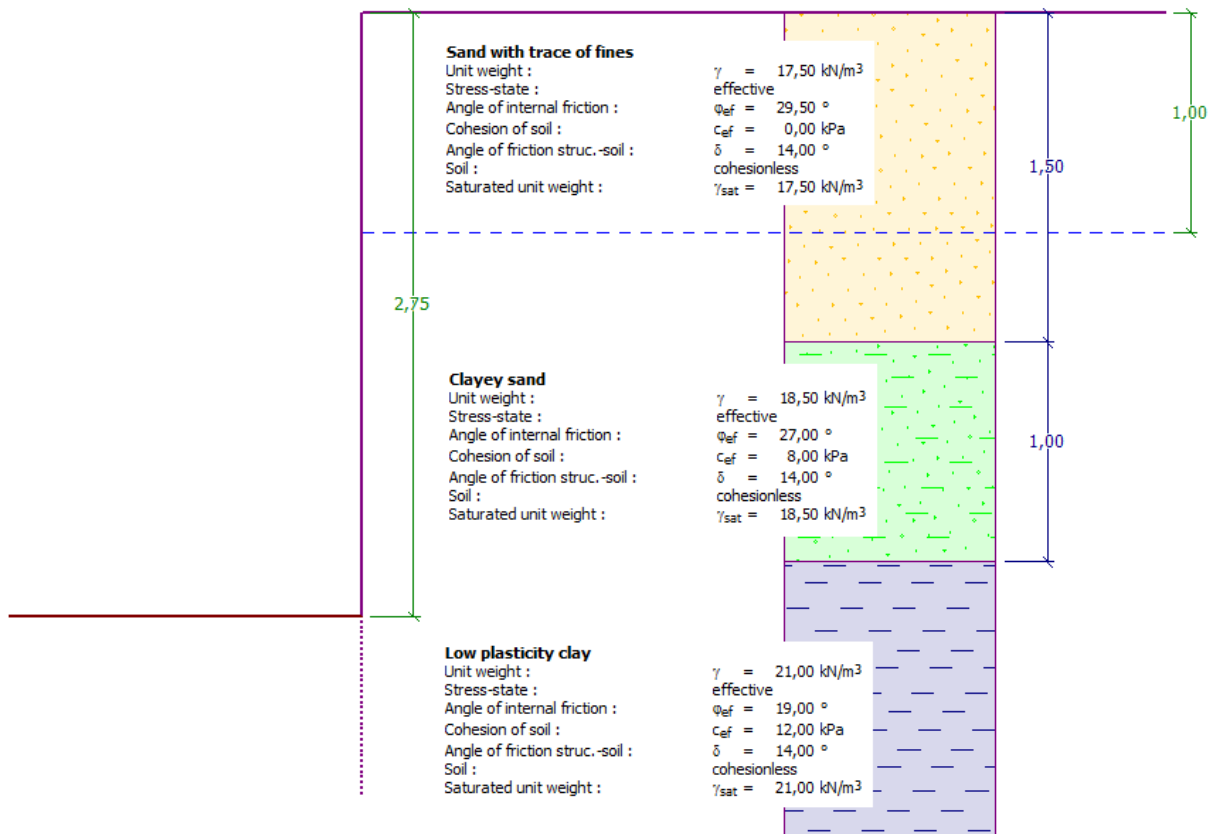 Sand with trace of fines
Unit weight : γ = 17,50 kN/m³
Stress-state : effective
Angle of internal friction : φef = 29,50 °
Cohesion of soil : cef = 0,00 kPa
Angle of friction struc.-soil : δ = 14,00 °
Soil : cohesionless
Saturated unit weight : γsat = 17,50 kN/m³
1,00
1,50
2,75
Clayey sand
Unit weight : γ = 18,50 kN/m³
Stress-state : effective
Angle of internal friction : φef = 27,00 °
Cohesion of soil : cef = 8,00 kPa
Angle of friction struc.-soil : δ = 14,00 °
Soil : cohesionless
Saturated unit weight : γsat = 18,50 kN/m³
1,00
Low plasticity clay
Unit weight : γ = 21,00 kN/m³
Stress-state : effective
Angle of internal friction : φef = 19,00 °
Cohesion of soil : cef = 12,00 kPa
Angle of friction struc.-soil : δ = 14,00 °
Soil : cohesionless
Saturated unit weight : γsat = 21,00 kN/m³